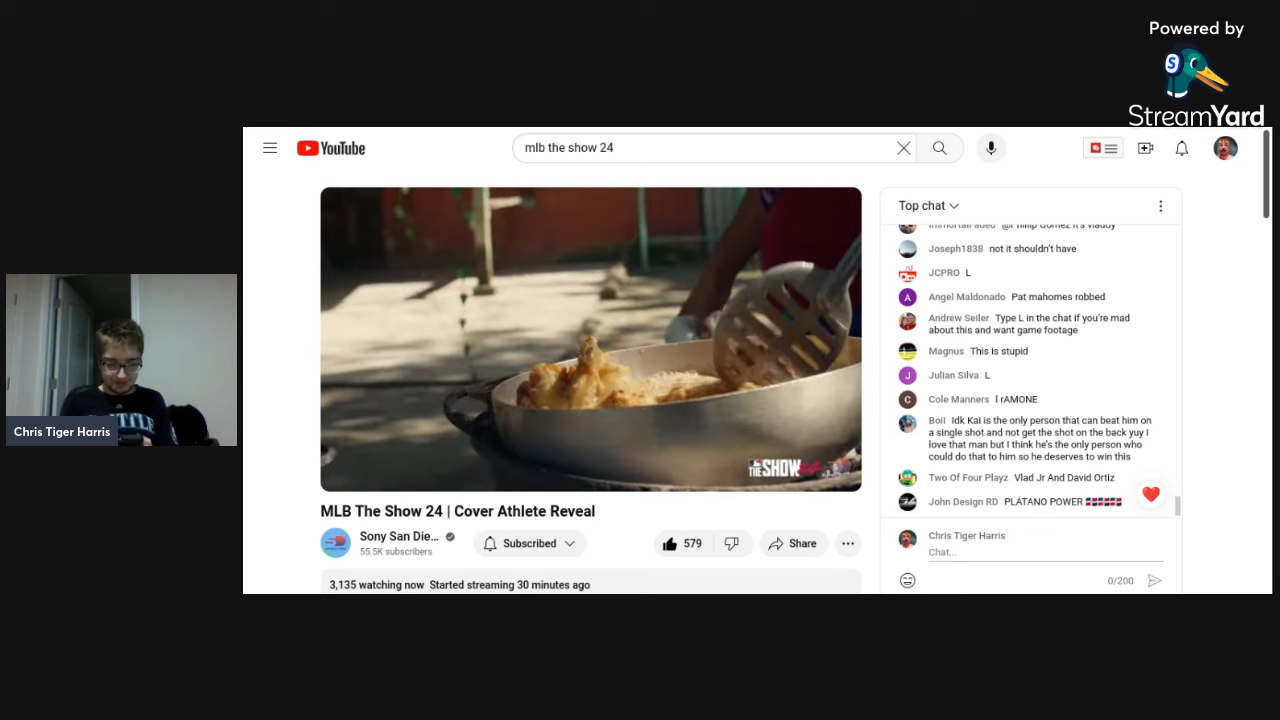 Powered by
StreamYard
YouTube
mlb the show 24
Top chat
Joseph1838 not it shouldn't have
JCPRO L
A Angel Maldonado Pat mahomes robbed
Andrew Seiler Type L in the chat if you're mad
about this and want game footage
Magnus This is stupid
J Julian Silva L
C Cole Manners l rAMONE
Boii Idk Kai is the only person that can beat him on
a single shot and not get the shot on the back yuy I
love that man but I think he's the only person who
could do that to him so he deserves to win this
Two Of Four Playz Vlad Jr And David Ortiz
John Design RD PLÁTANO POWER 🇩🇴🇩🇴🇩🇴🇩🇴
Chris Tiger Harris
Chat...
0/200
THE SHOW 24
MLB The Show 24 | Cover Athlete Reveal
Sony San Die...
55.5K subscribers
Subscribed
579
Share
3,135 watching now Started streaming 30 minutes ago
Chris Tiger Harris